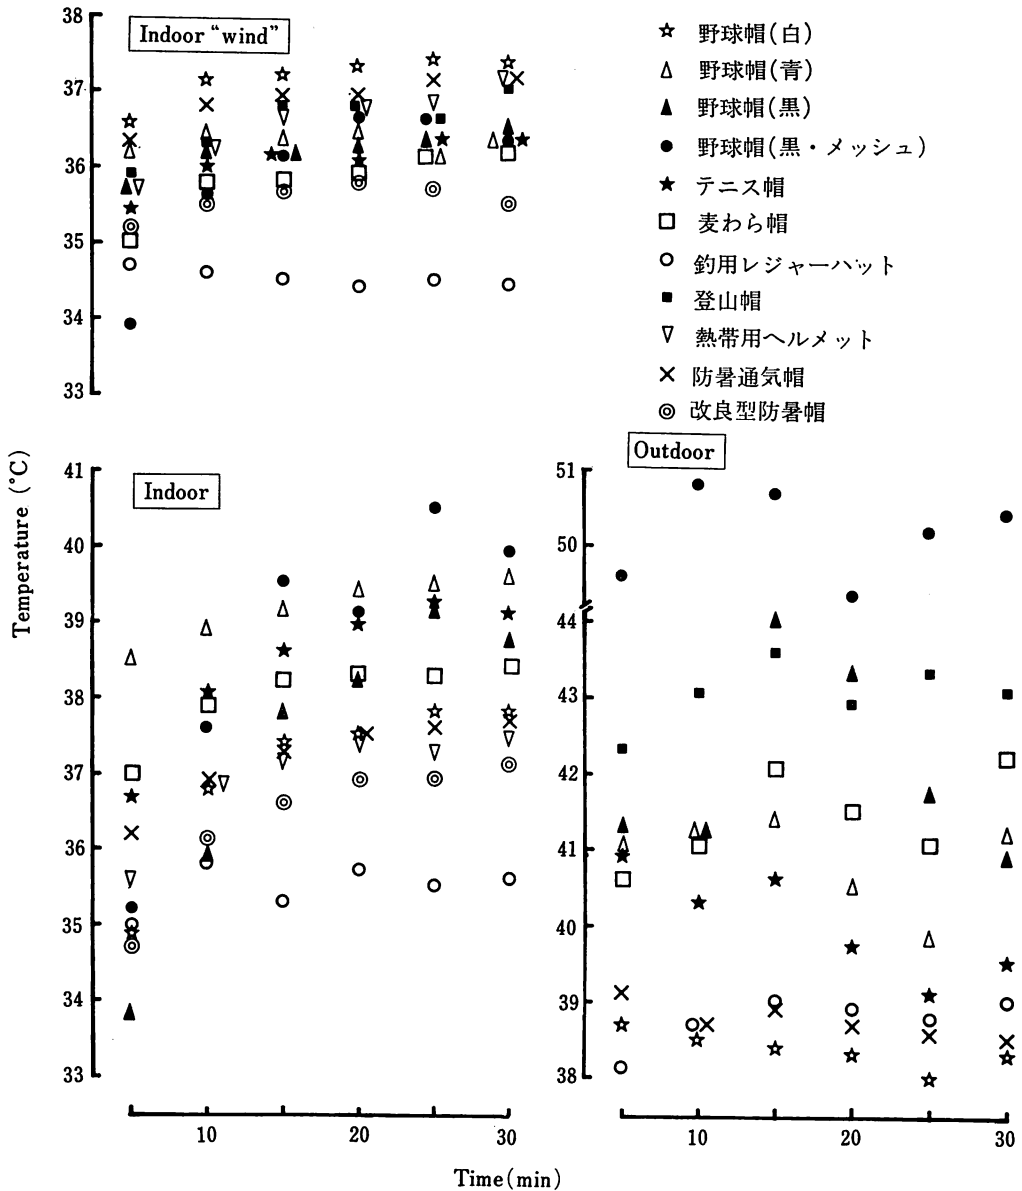 38
37
36
35
34
33
Indoor “wind”
野球帽(白)
野球帽(青)
野球帽(黒)
野球帽(黒・メッシュ)
テニス帽
麦わら帽
釣用レジャーハット
登山帽
熱帯用ヘルメット
防暑通気帽
改良型防暑帽
Temperature (°C)
41
40
39
38
37
36
35
34
33
Indoor
10
20
30
Outdoor
51
50
44
43
42
41
40
39
38
10
20
30
Time(min)